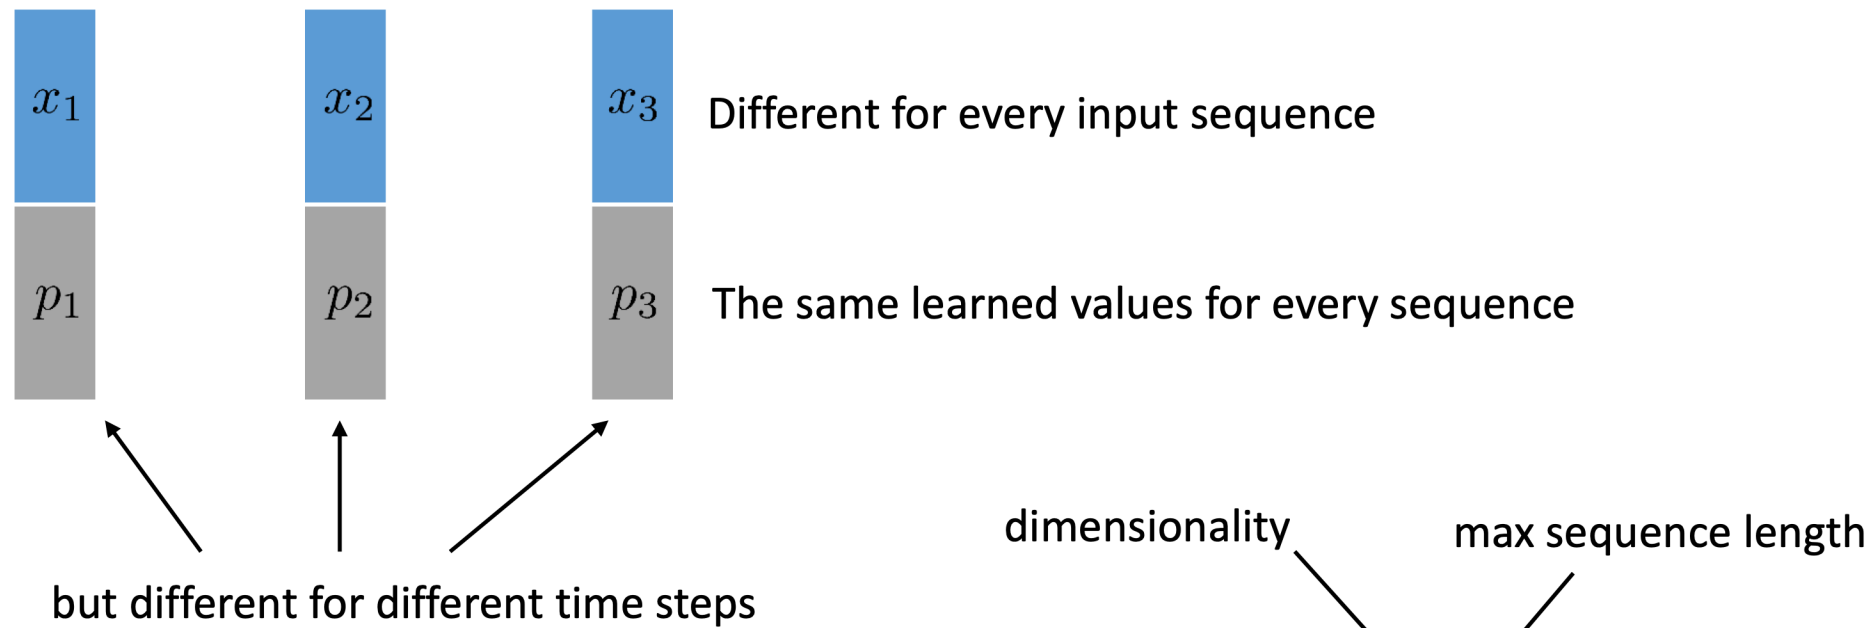 x₁ x₂ x₃ Different for every input sequence
p₁ p₂ p₃ The same learned values for every sequence
dimensionality max sequence length
but different for different time steps